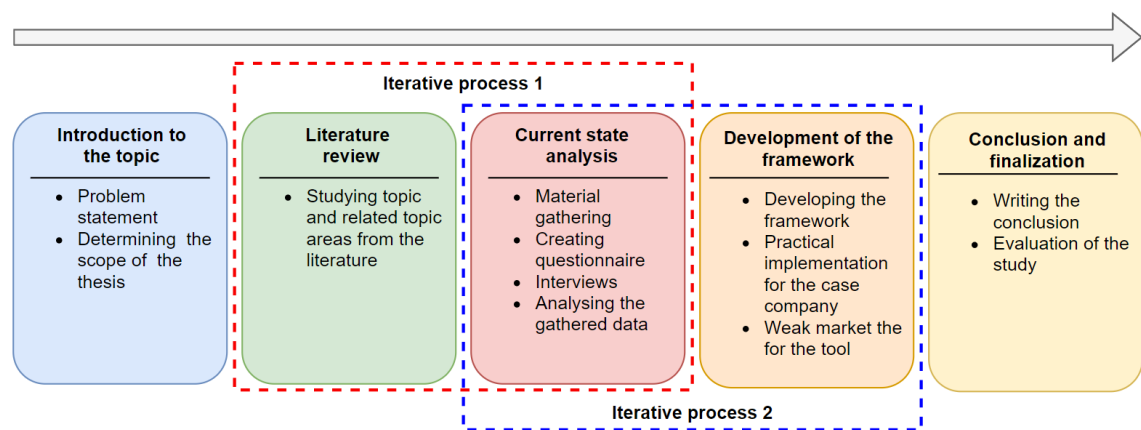 Iterative process 1
Introduction to
the topic
• Problem
statement
• Determining the
scope of the
thesis
Literature
review
• Studying topic
and related topic
areas from the
literature
Current state
analysis
• Material
gathering
• Creating
questionnaire
• Interviews
• Analysing the
gathered data
Development of the
framework
• Developing the
framework
• Practical
implementation
for the case
company
• Weak market the
for the tool
Conclusion and
finalization
• Writing the
conclusion
• Evaluation of the
study
Iterative process 2